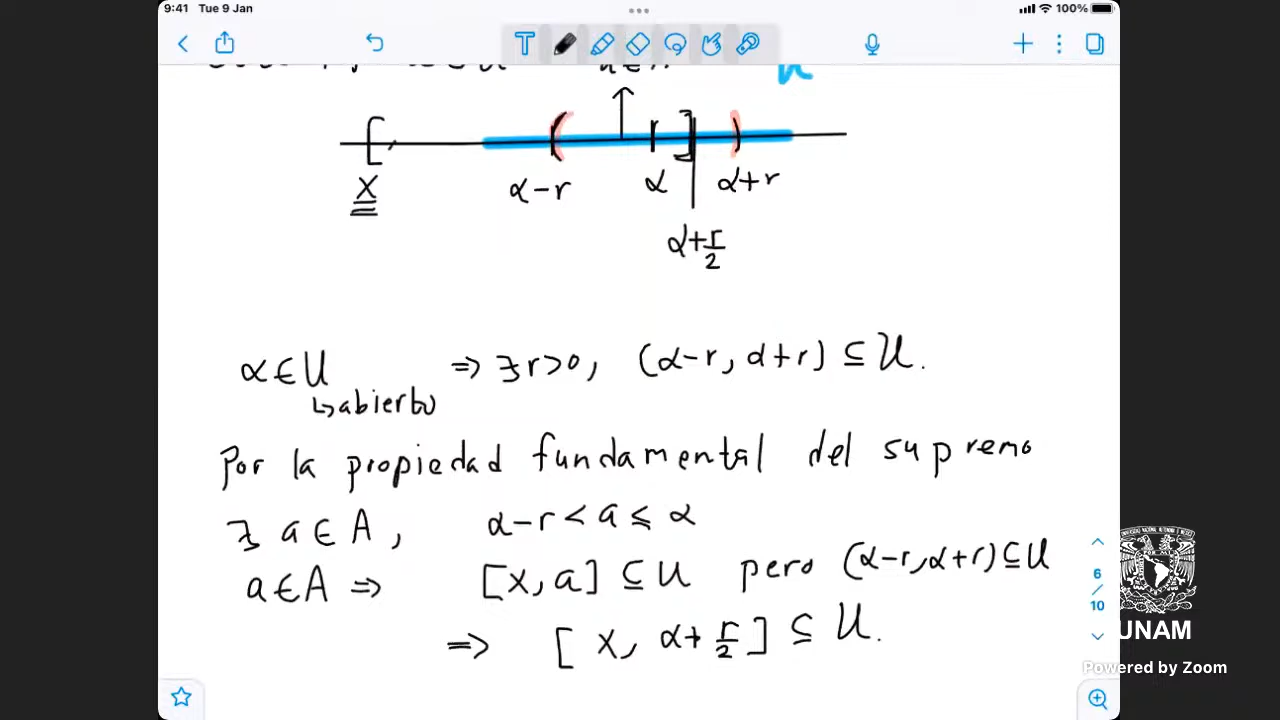 9:41 Tue 9 Jan
100%
X
α-r
α
α+r
α+r/2
α∈U ⇒ ∃r>0, (α-r, α+r) ⊆ U.
↳abierto
Por la propiedad fundamental del supremo
∃ a∈A, α-r < a ⩽ α
a∈A ⇒ [x,a] ⊆ U pero (α-r,α+r) ⊆ U
⇒ [x, α+r/2] ⊆ U.
6
/
10
UNAM
Powered by Zoom